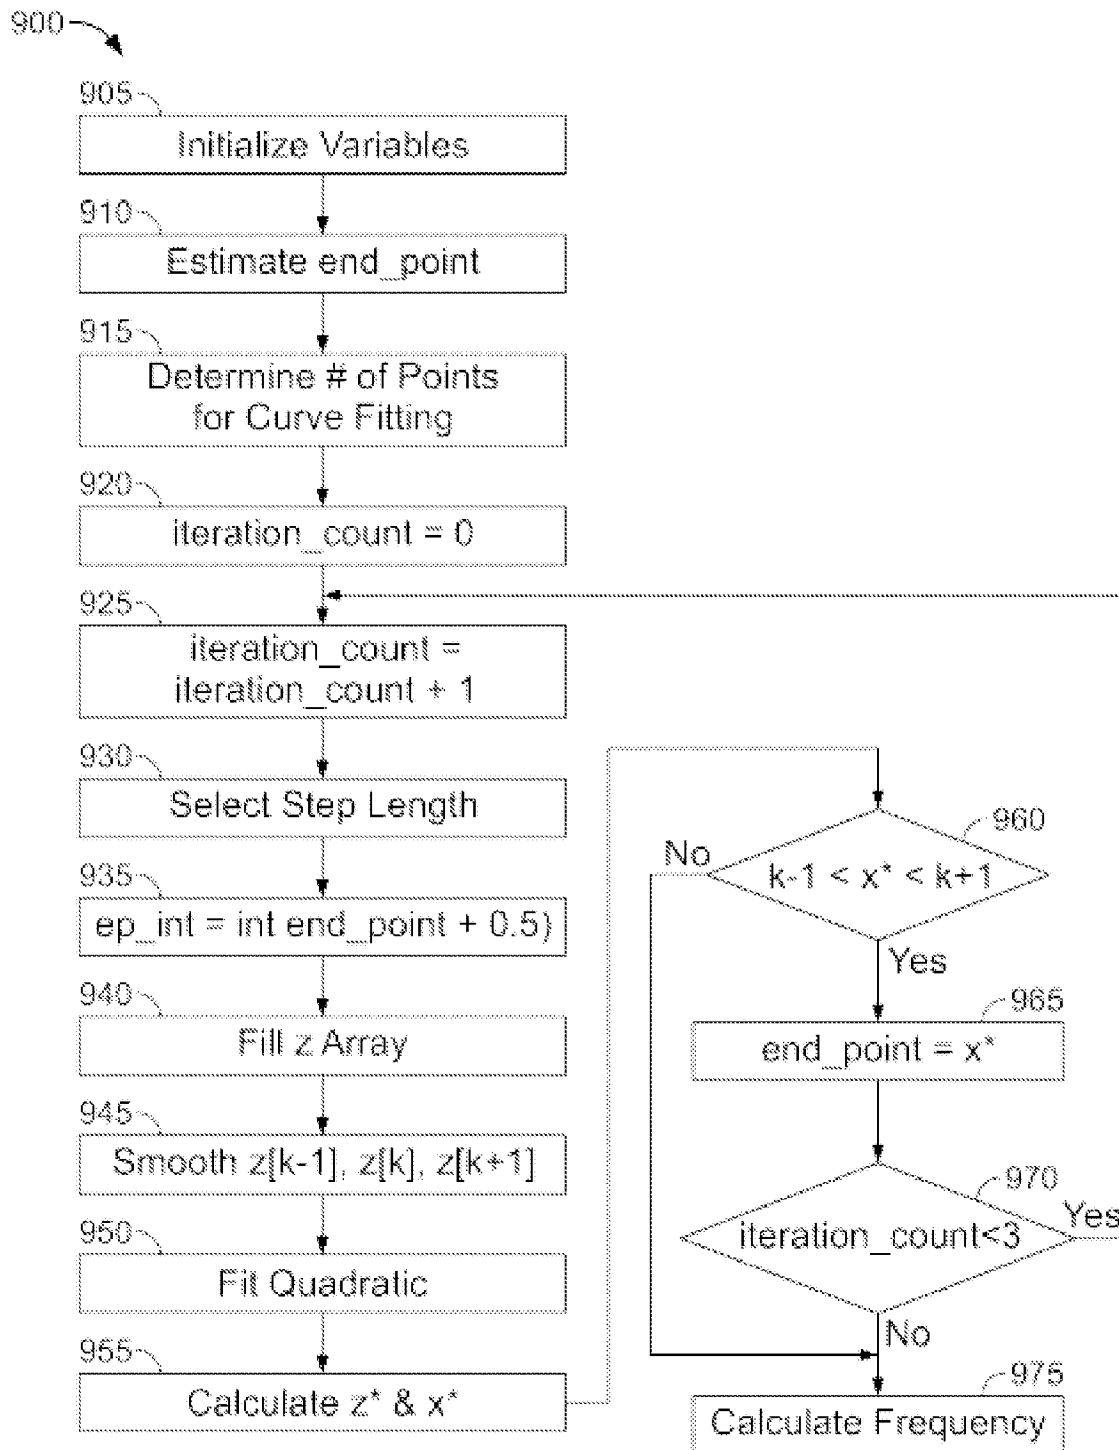 900
905
Initialize Variables
910
Estimate end_point
915
Determine # of Points
for Curve Fitting
920
iteration_count = 0
925
iteration_count =
iteration_count + 1
930
Select Step Length
935
ep_int = int end_point + 0.5)
940
Fill z Array
945
Smooth z[k-1], z[k], z[k+1]
950
Fit Quadratic
955
Calculate z* & x*
960
k-1 < x* < k+1
No
Yes
965
end_point = x*
970
iteration_count<3
Yes
No
975
Calculate Frequency